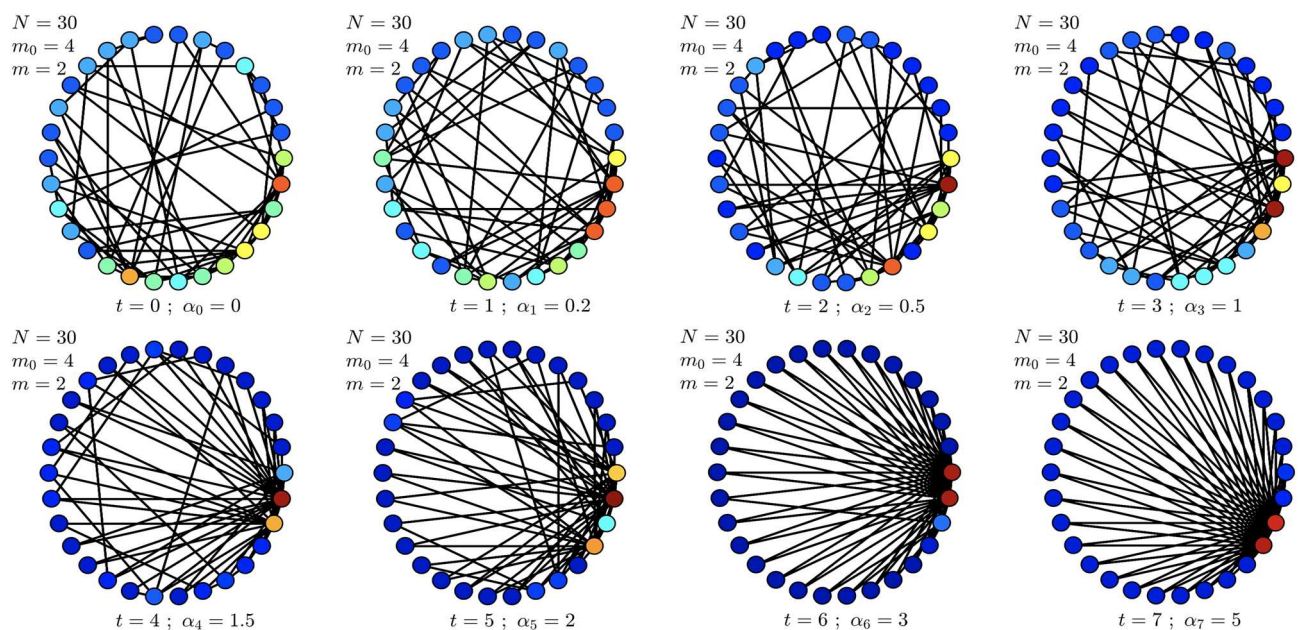 N = 30
m₀ = 4
m = 2
t = 0 ; α₀ = 0
N = 30
m₀ = 4
m = 2
t = 1 ; α₁ = 0.2
N = 30
m₀ = 4
m = 2
t = 2 ; α₂ = 0.5
N = 30
m₀ = 4
m = 2
t = 3 ; α₃ = 1
N = 30
m₀ = 4
m = 2
t = 4 ; α₄ = 1.5
N = 30
m₀ = 4
m = 2
t = 5 ; α₅ = 2
N = 30
m₀ = 4
m = 2
t = 6 ; α₆ = 3
N = 30
m₀ = 4
m = 2
t = 7 ; α₇ = 5